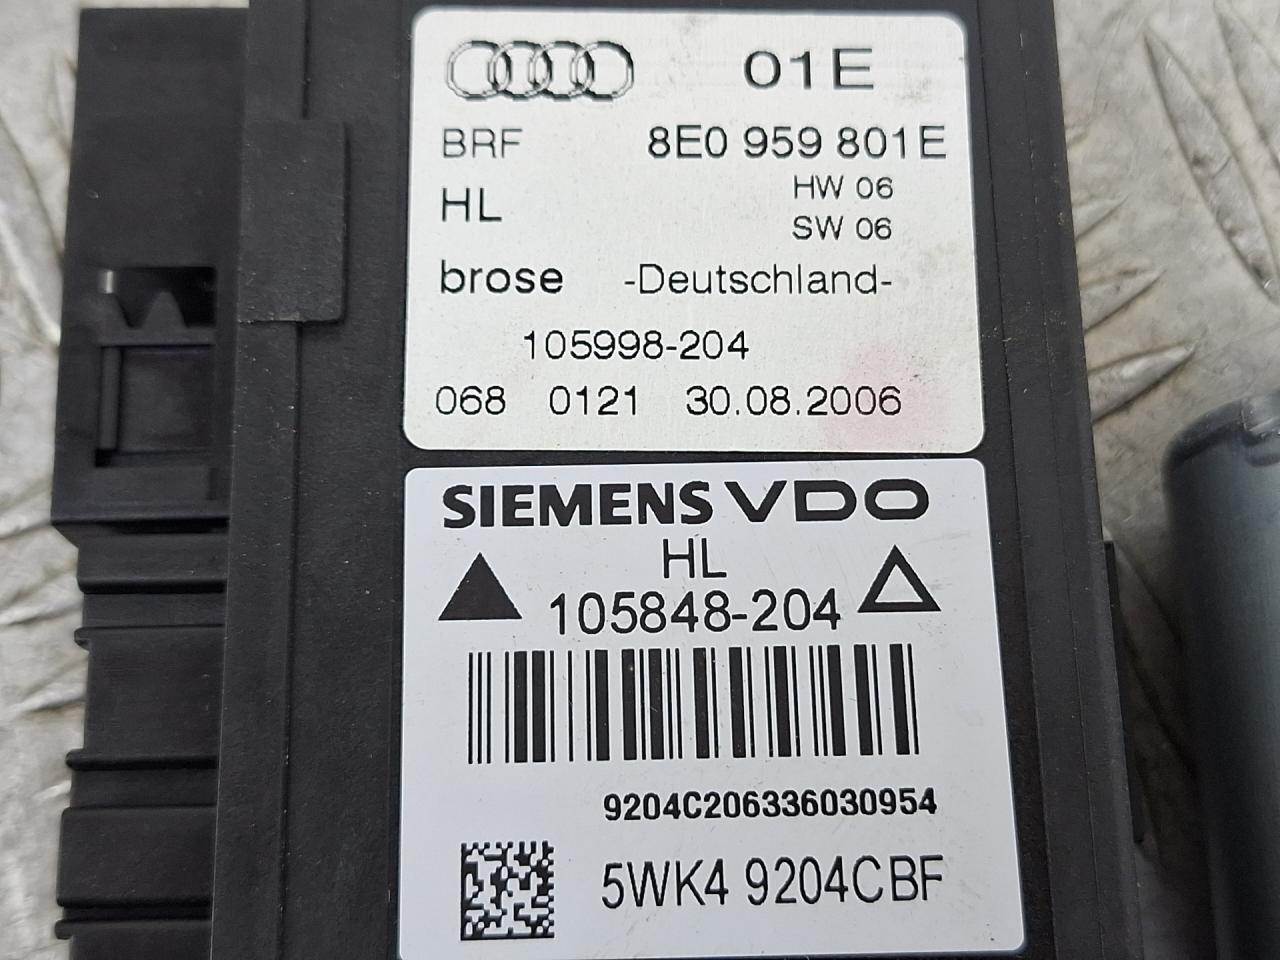 01E
BRF 8E0 959 801E
HL HW 06
SW 06
brose -Deutschland-
105998-204
068 0121 30.08.2006
SIEMENS VDO
HL
105848-204
9204C206336030954
5WK4 9204CBF